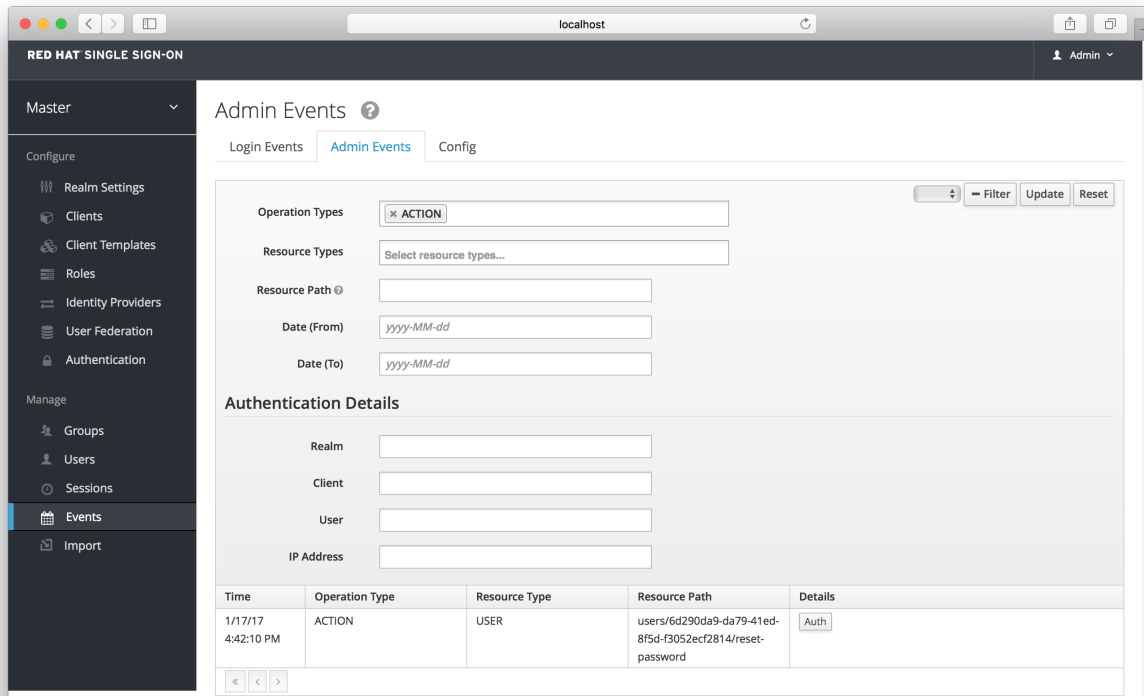 localhost
RED HAT SINGLE SIGN-ON
Admin
Master
Configure
Realm Settings
Clients
Client Templates
Roles
Identity Providers
User Federation
Authentication
Manage
Groups
Users
Sessions
Events
Import
Admin Events
Login Events Admin Events Config
Filter Update Reset
Operation Types × ACTION
Resource Types Select resource types...
Resource Path
Date (From) yyyy-MM-dd
Date (To) yyyy-MM-dd
Authentication Details
Realm
Client
User
IP Address
Time Operation Type Resource Type Resource Path Details
1/17/17 ACTION USER users/6d290da9-da79-41ed- Auth
4:42:10 PM 8f5d-f3052ecf2814/reset-
password
« ‹ ›